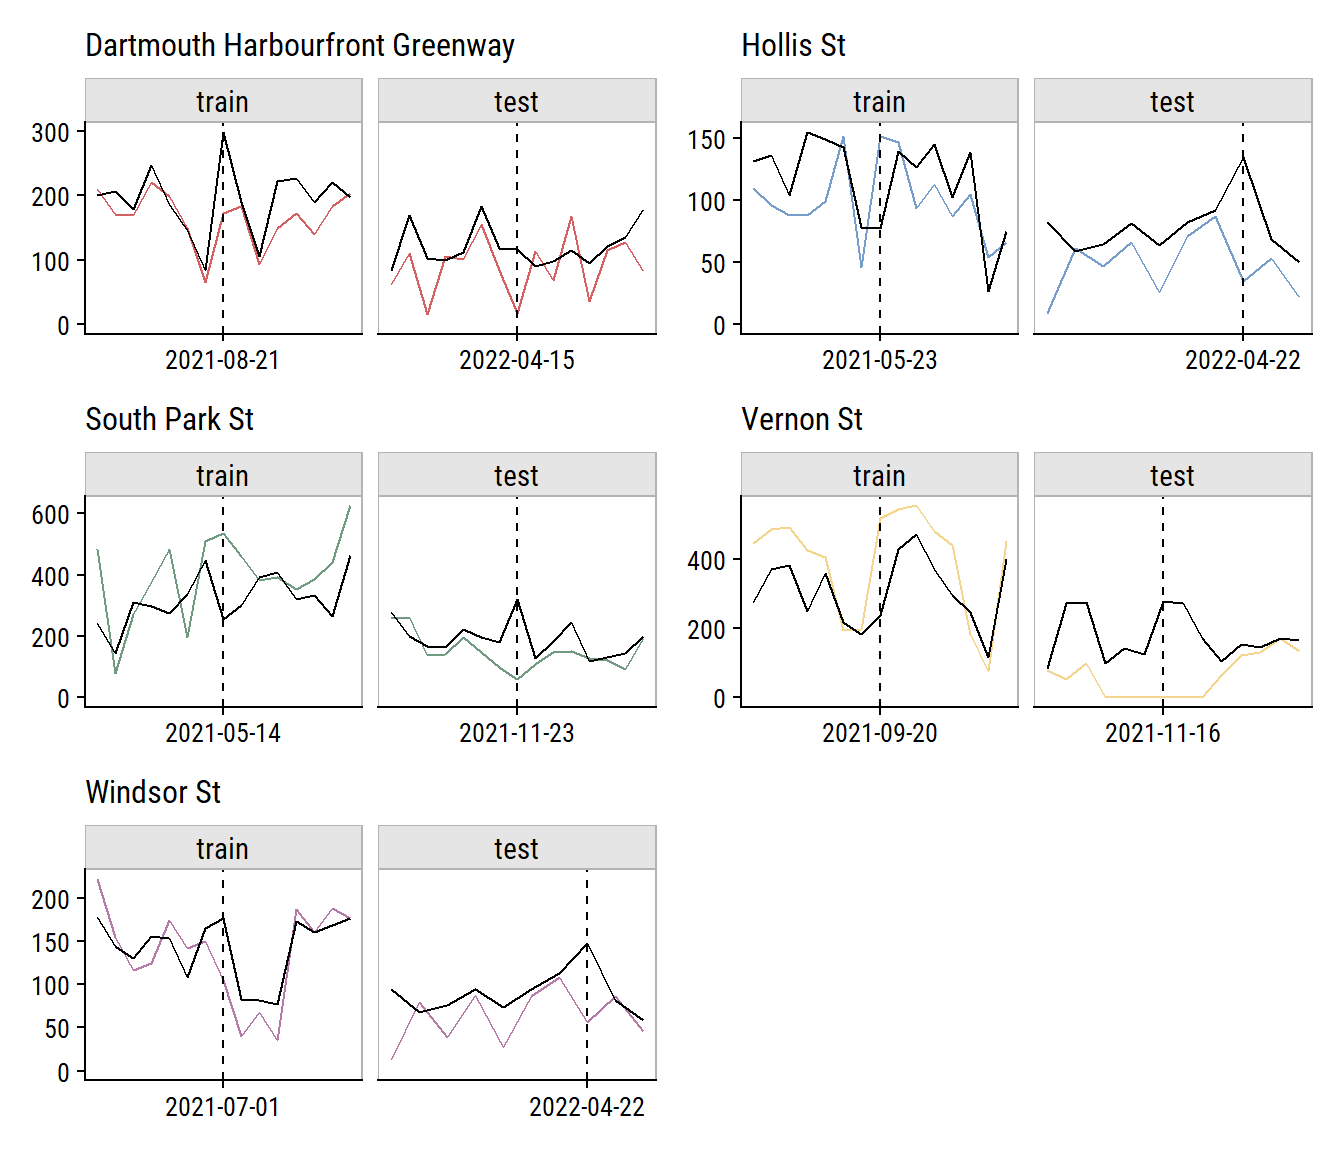 Dartmouth Harbourfront Greenway
train
test
300
200
100
0
2021-08-21
2022-04-15
Hollis St
train
test
150
100
50
0
2021-05-23
2022-04-22
South Park St
train
test
600
400
200
0
2021-05-14
2021-11-23
Vernon St
train
test
400
200
0
2021-09-20
2021-11-16
Windsor St
train
test
200
150
100
50
0
2021-07-01
2022-04-22